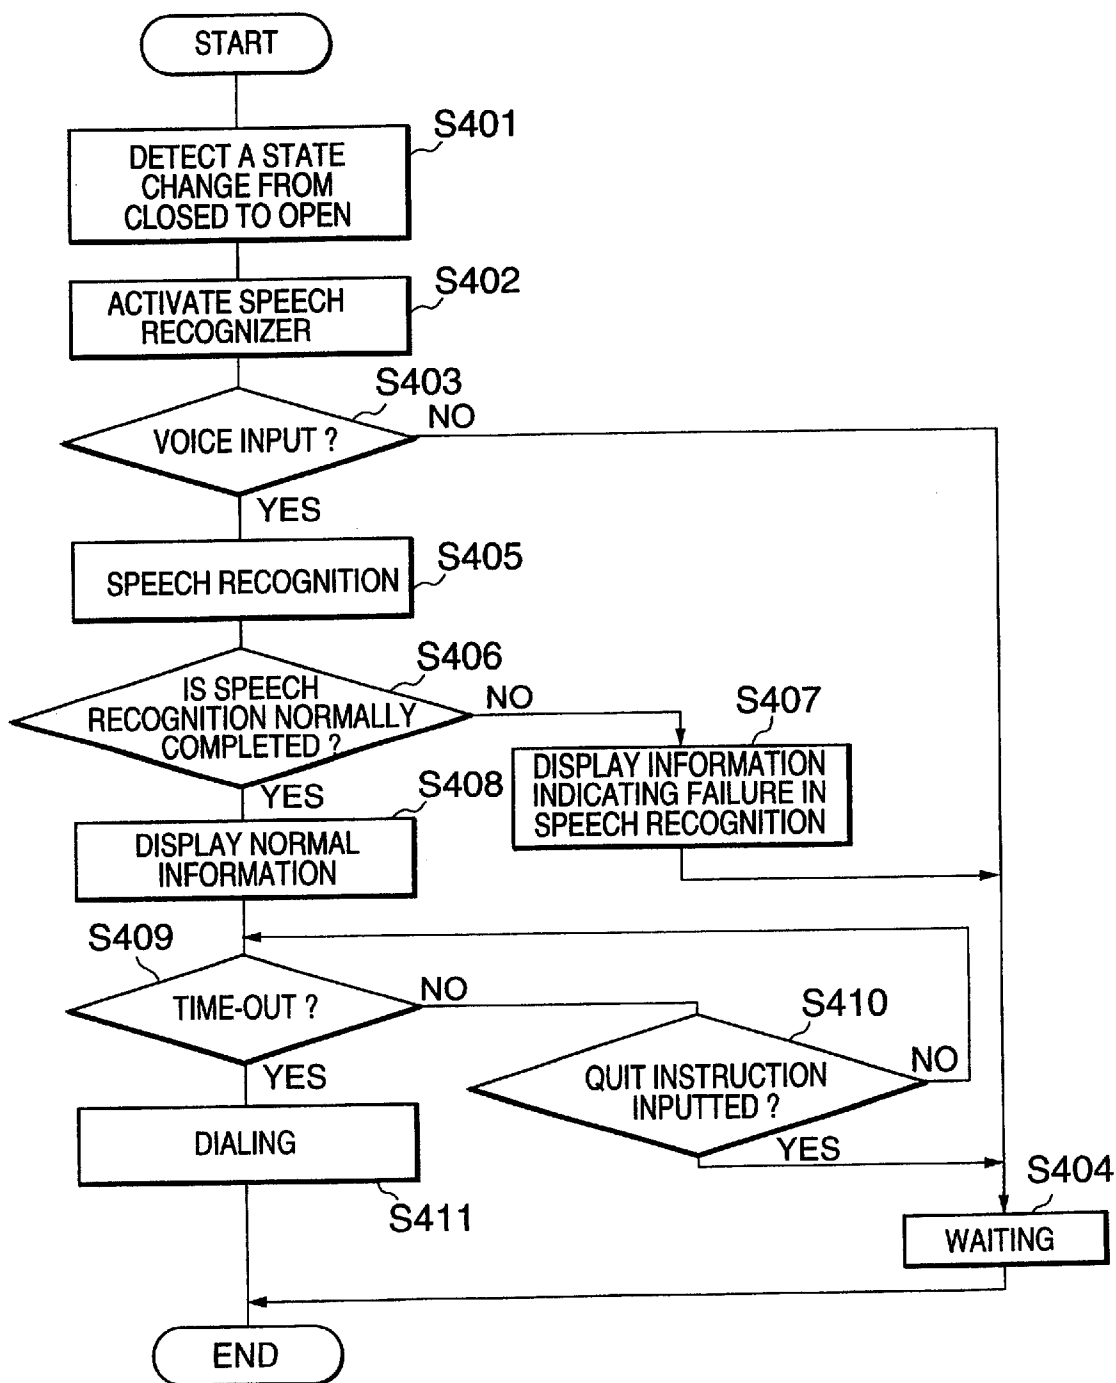 START
S401
DETECT A STATE
CHANGE FROM
CLOSED TO OPEN
S402
ACTIVATE SPEECH
RECOGNIZER
S403
NO
VOICE INPUT ?
YES
S405
SPEECH RECOGNITION
S406
IS SPEECH
RECOGNITION NORMALLY
COMPLETED ?
NO
S407
DISPLAY INFORMATION
INDICATING FAILURE IN
SPEECH RECOGNITION
YES
S408
DISPLAY NORMAL
INFORMATION
S409
TIME-OUT ?
NO
S410
QUIT INSTRUCTION
INPUTTED ?
NO
YES
YES
DIALING
S411
S404
WAITING
END